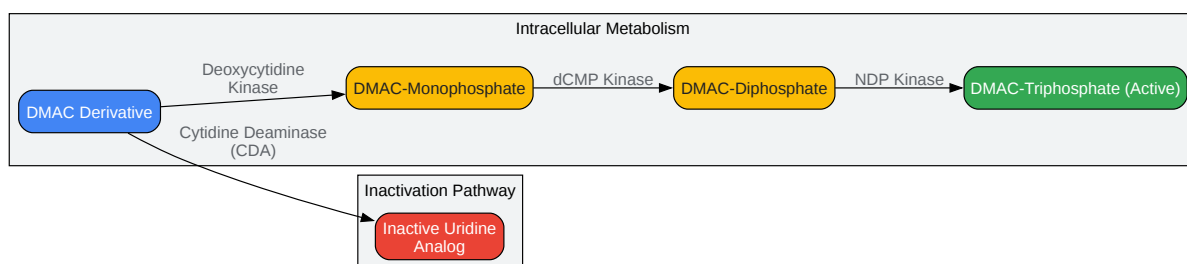 Intracellular Metabolism
Deoxycytidine
Kinase
DMAC Derivative
DMAC-Monophosphate
dCMP Kinase
DMAC-Diphosphate
NDP Kinase
DMAC-Triphosphate (Active)
Cytidine Deaminase
(CDA)
Inactivation Pathway
Inactive Uridine
Analog